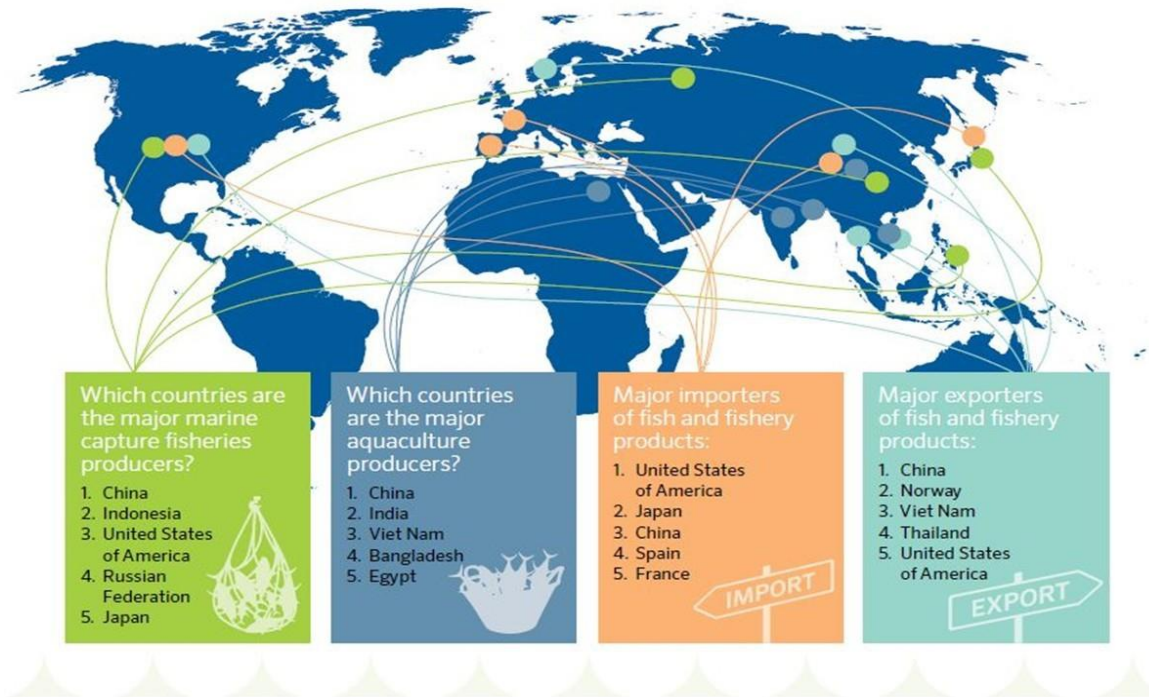 Which countries are
the major marine
capture fisheries
producers?
1. China
2. Indonesia
3. United States
of America
4. Russian
Federation
5. Japan
Which countries
are the major
aquaculture
producers?
1. China
2. India
3. Viet Nam
4. Bangladesh
5. Egypt
Major importers
of fish and fishery
products:
1. United States
of America
2. Japan
3. China
4. Spain
5. France
IMPORT
Major exporters
of fish and fishery
products:
1. China
2. Norway
3. Viet Nam
4. Thailand
5. United States
of America
EXPORT